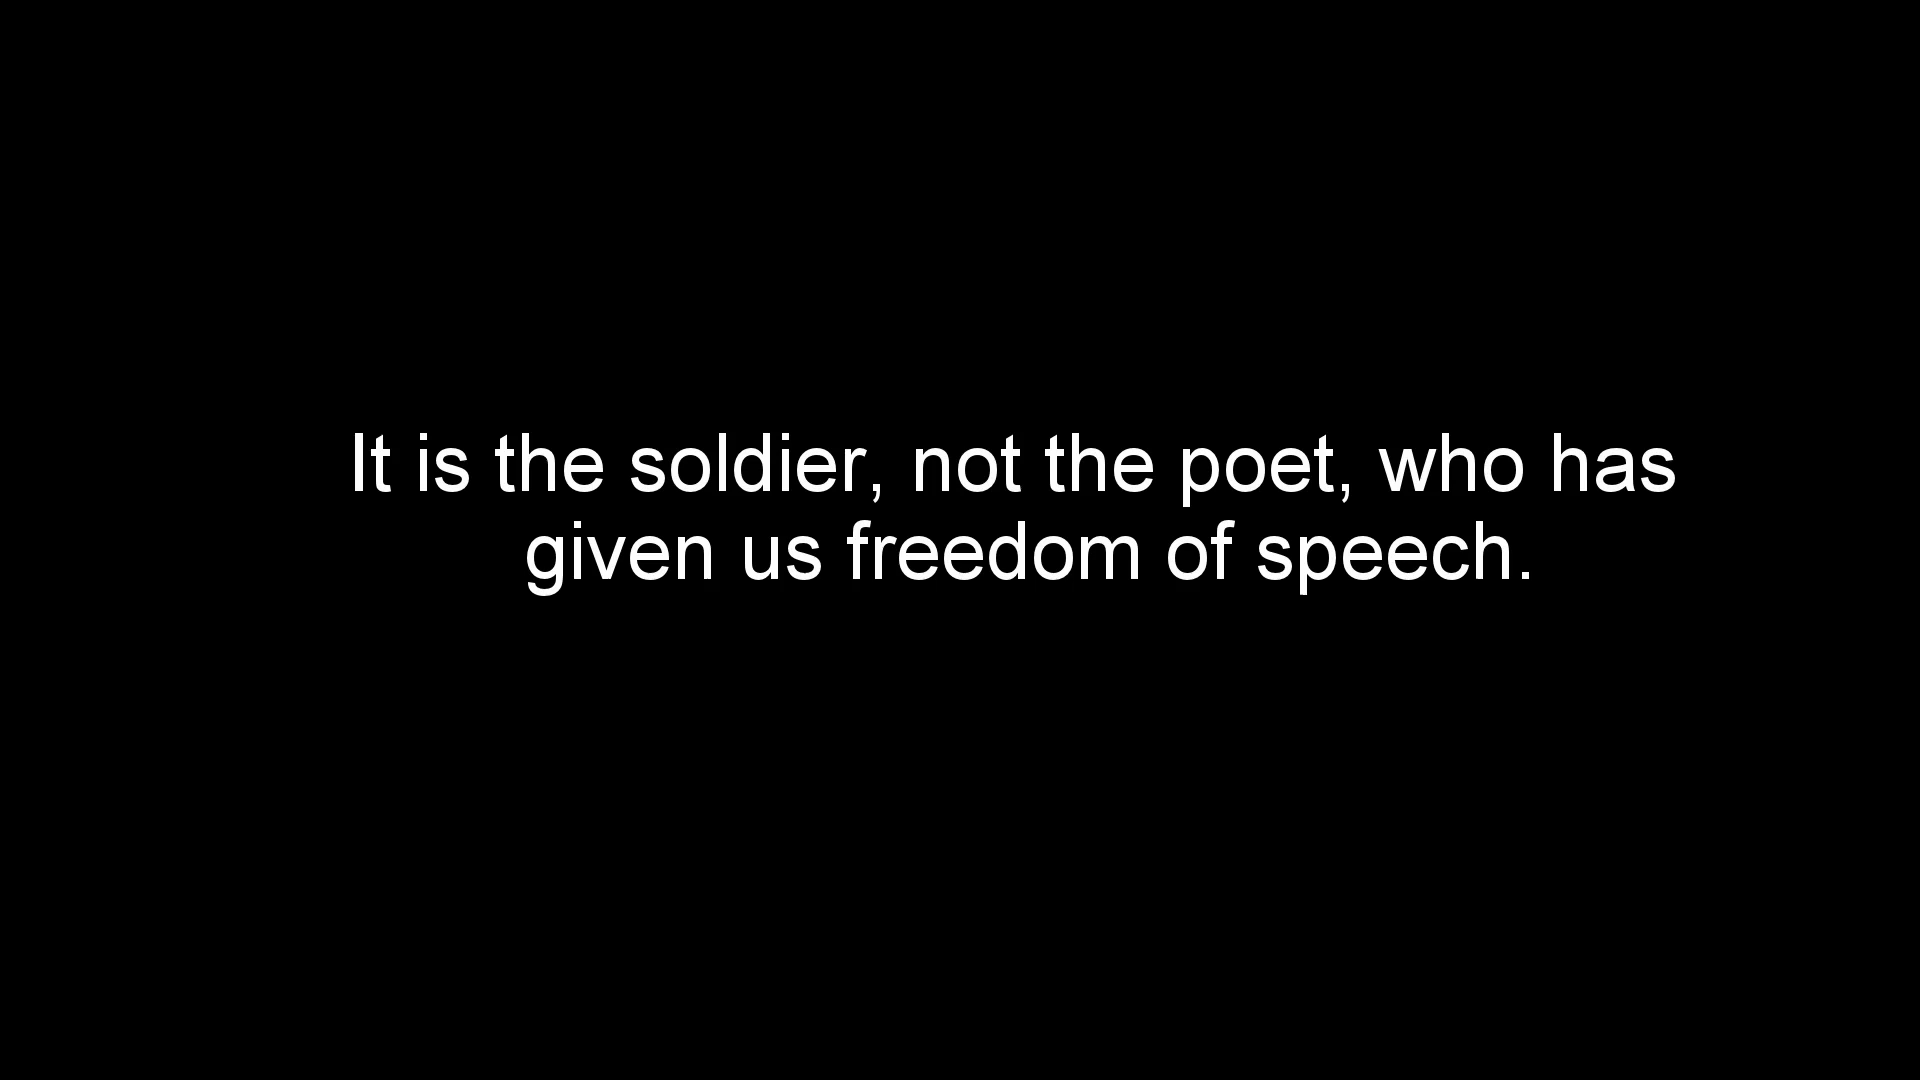 It is the soldier, not the poet, who has
given us freedom of speech.